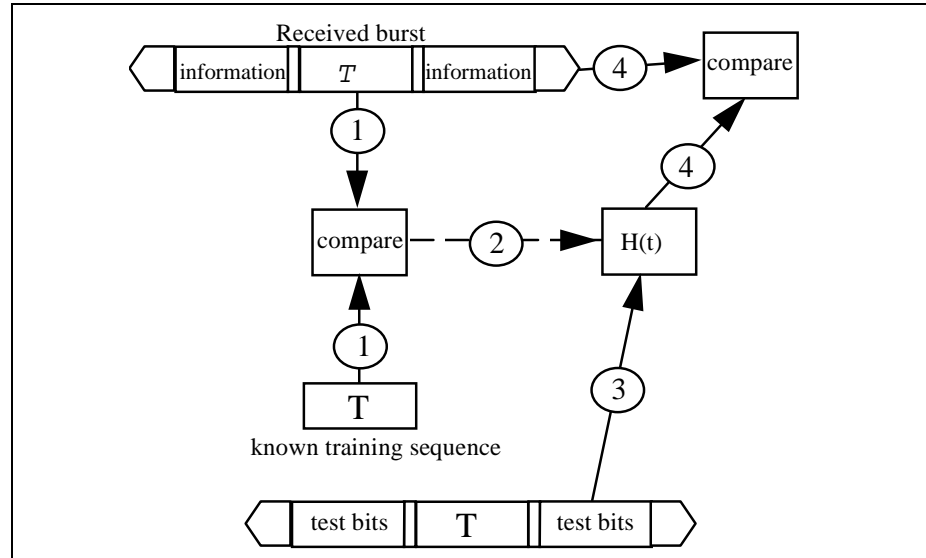 Received burst
information T information
4
compare
1
4
compare
2
H(t)
1
3
T
known training sequence
test bits T test bits